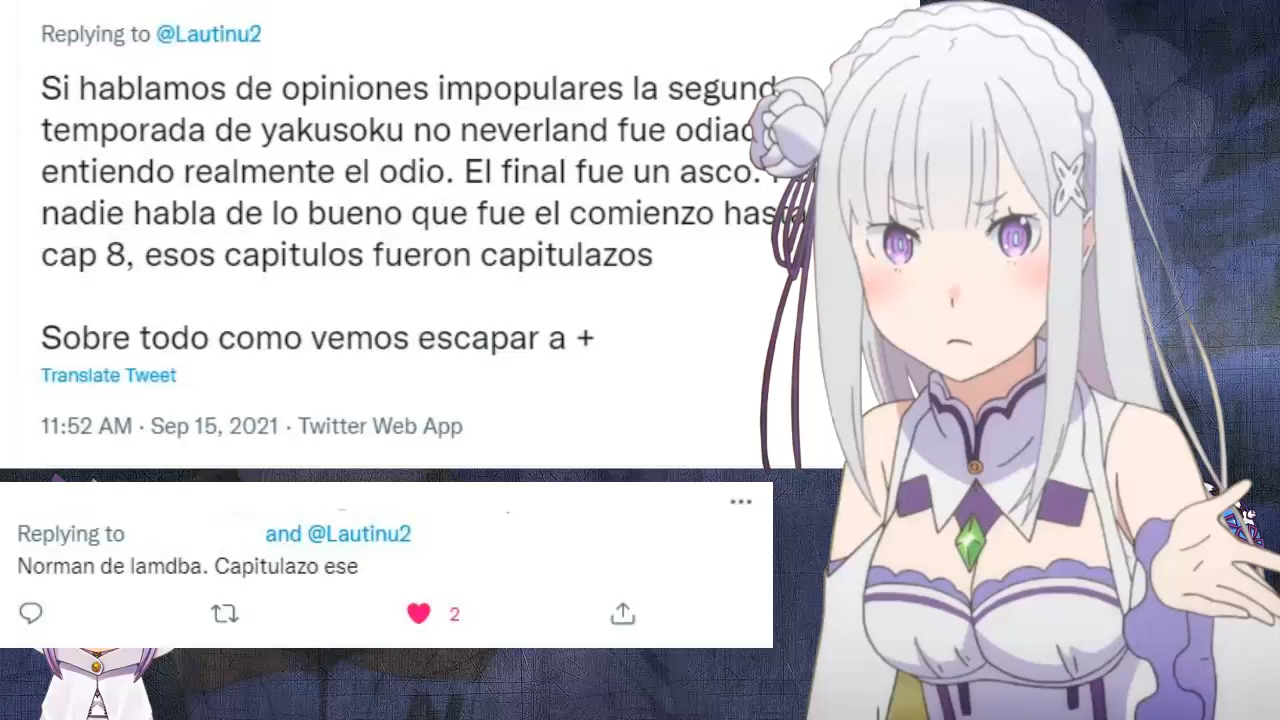 Replying to @Lautinu2
Si hablamos de opiniones impopulares la segund
temporada de yakusoku no neverland fue odiad
entiendo realmente el odio. El final fue un asco.
nadie habla de lo bueno que fue el comienzo hasta
cap 8, esos capitulos fueron capitulazos
Sobre todo como vemos escapar a +
Translate Tweet
11:52 AM · Sep 15, 2021 · Twitter Web App
Replying to and @Lautinu2
Norman de lamdba. Capitulazo ese
2